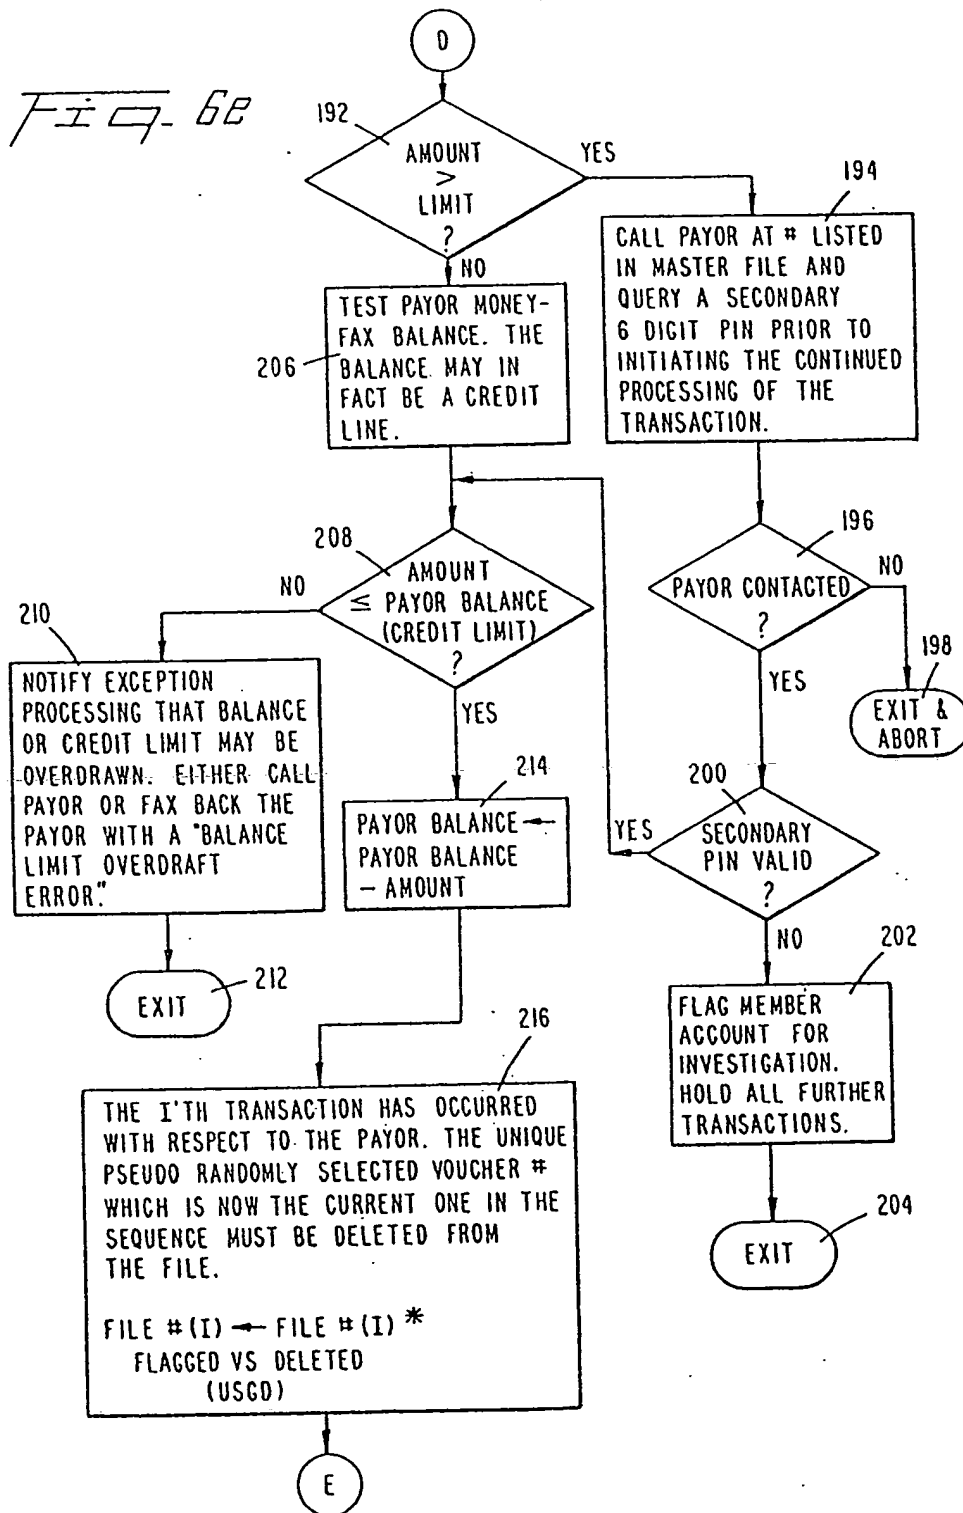 D
Fig. 6e
192
AMOUNT
>
LIMIT
?
YES
NO
194
CALL PAYOR AT # LISTED
IN MASTER FILE AND
QUERY A SECONDARY
6 DIGIT PIN PRIOR TO
INITIATING THE CONTINUED
PROCESSING OF THE
TRANSACTION.
206
TEST PAYOR MONEY-
FAX BALANCE. THE
BALANCE MAY IN
FACT BE A CREDIT
LINE.
196
PAYOR CONTACTED
?
NO
YES
198
EXIT &
ABORT
208
AMOUNT
≤ PAYOR BALANCE
(CREDIT LIMIT)
?
NO
YES
210
NOTIFY EXCEPTION
PROCESSING THAT BALANCE
OR CREDIT LIMIT MAY BE
OVERDRAWN. EITHER CALL
PAYOR OR FAX BACK THE
PAYOR WITH A "BALANCE
LIMIT OVERDRAFT
ERROR."
212
EXIT
214
PAYOR BALANCE ←
PAYOR BALANCE
– AMOUNT
200
SECONDARY
PIN VALID
?
YES
NO
202
FLAG MEMBER
ACCOUNT FOR
INVESTIGATION.
HOLD ALL FURTHER
TRANSACTIONS.
204
EXIT
216
THE I'TH TRANSACTION HAS OCCURRED
WITH RESPECT TO THE PAYOR. THE UNIQUE
PSEUDO RANDOMLY SELECTED VOUCHER #
WHICH IS NOW THE CURRENT ONE IN THE
SEQUENCE MUST BE DELETED FROM
THE FILE.
FILE #(I) ← FILE #(I) *
FLAGGED VS DELETED
(USGD)
E